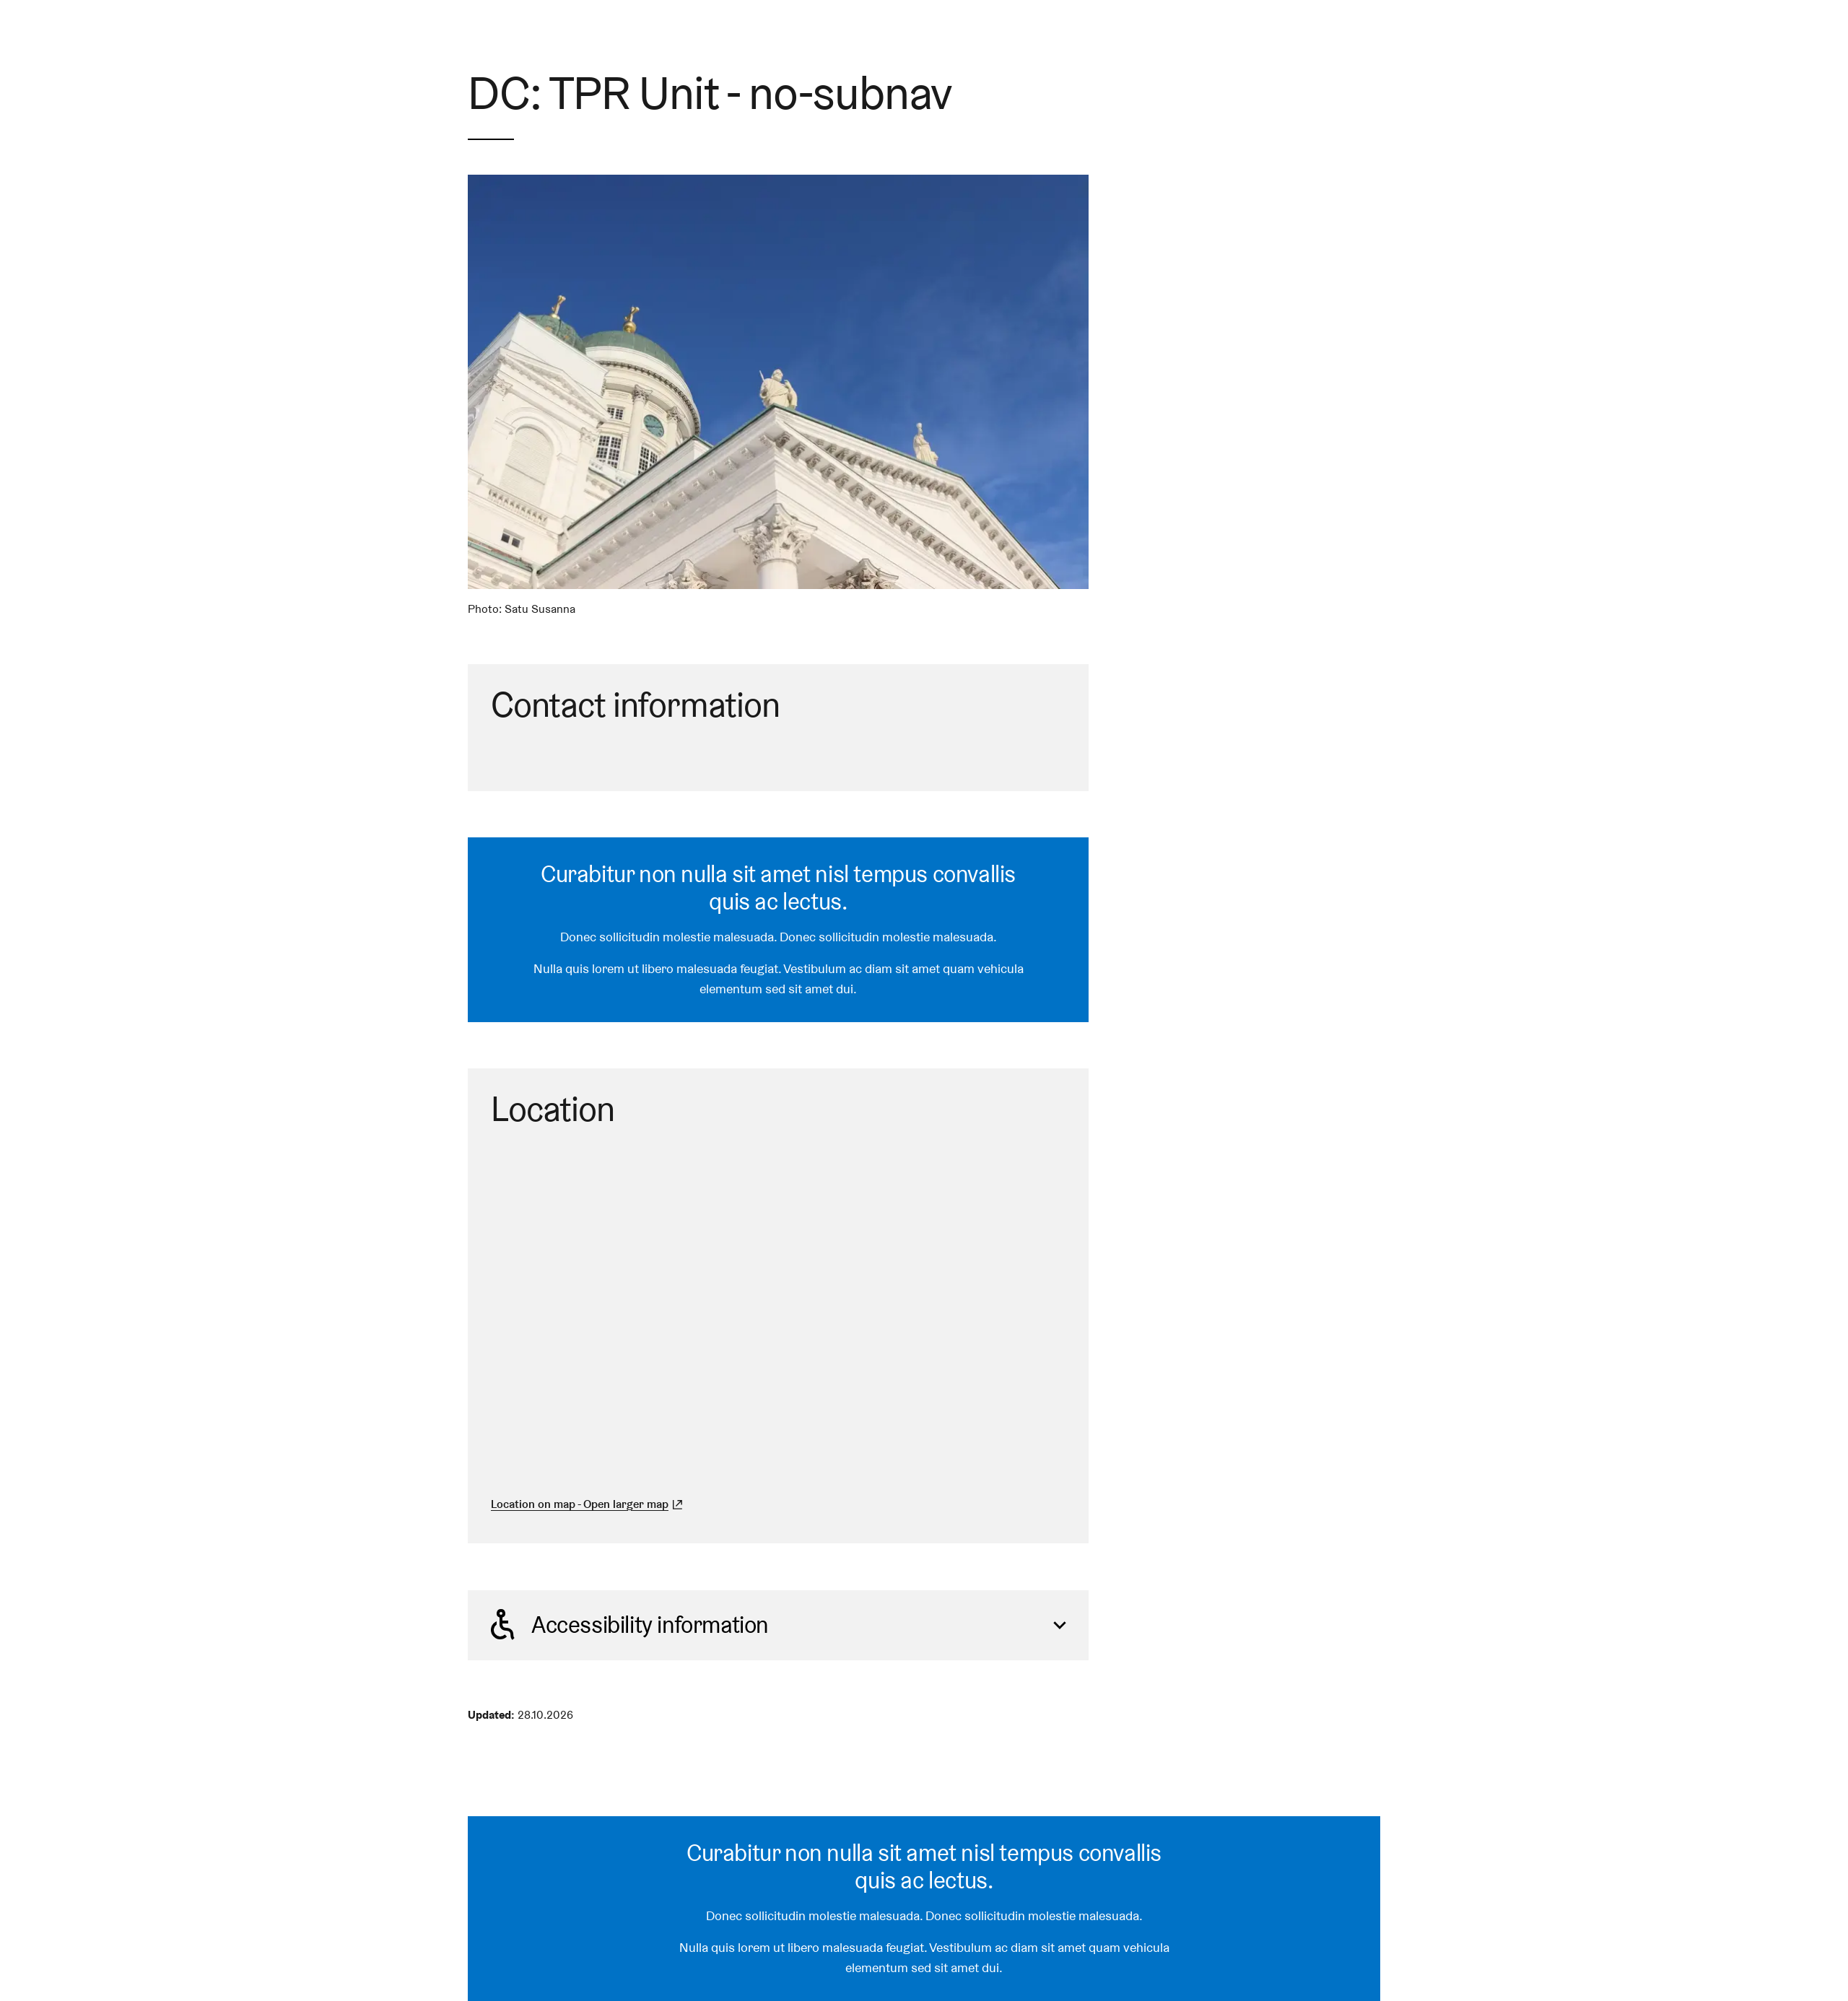 DC: TPR Unit - no-subnav
Photo: Satu Susanna
Contact information
Curabitur non nulla sit amet nisl tempus convallis
quis ac lectus.
Donec sollicitudin molestie malesuada. Donec sollicitudin molestie malesuada.
Nulla quis lorem ut libero malesuada feugiat. Vestibulum ac diam sit amet quam vehicula
elementum sed sit amet dui.
Location
Location on map - Open larger map
Accessibility information
Updated: 28.10.2026
Curabitur non nulla sit amet nisl tempus convallis
quis ac lectus.
Donec sollicitudin molestie malesuada. Donec sollicitudin molestie malesuada.
Nulla quis lorem ut libero malesuada feugiat. Vestibulum ac diam sit amet quam vehicula
elementum sed sit amet dui.